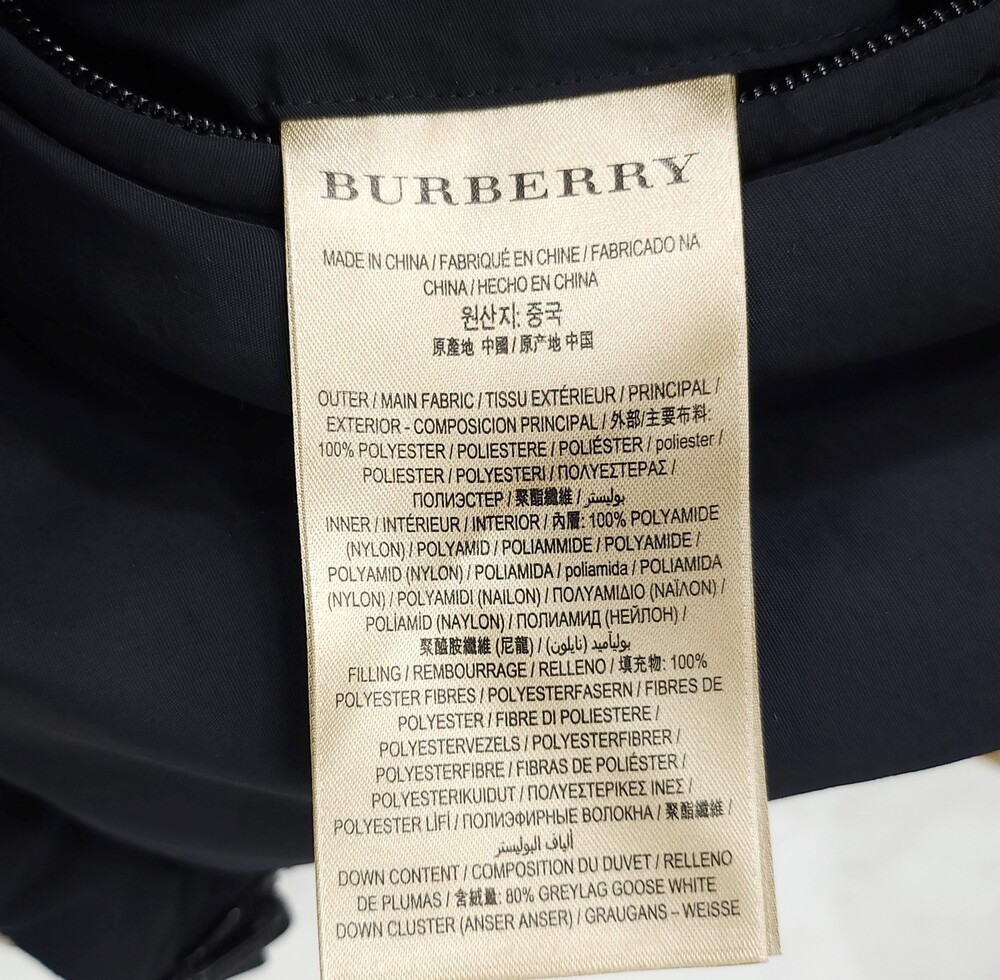 BURBERRY
MADE IN CHINA / FABRIQUÉ EN CHINE / FABRICADO NA
CHINA / HECHO EN CHINA
원산지: 중국
原產地 中國 / 原产地 中国
OUTER / MAIN FABRIC / TISSU EXTÉRIEUR / PRINCIPAL /
EXTERIOR - COMPOSICION PRINCIPAL / 外部/主要布料:
100% POLYESTER / POLIESTERE / POLIÉSTER / poliester /
POLIESTER / POLYESTERI / ΠΟΛΥΕΣΤΕΡΑΣ /
ПОЛИЭСТЕР / 聚酯纖維 / بوليستر
INNER / INTÉRIEUR / INTERIOR / 內層: 100% POLYAMIDE
(NYLON) / POLYAMID / POLIAMMIDE / POLYAMIDE /
POLYAMID (NYLON) / POLIAMIDA / poliamida / POLIAMIDA
(NYLON) / POLYAMIDI (NAILON) / ΠΟΛΥΑΜΙΔΙΟ (ΝΑΪΛΟΝ) /
POLİAMİD (NAYLON) / ПОЛИАМИД (НЕЙЛОН) /
聚醯胺纖維 (尼龍) / بولیآمید (نایلون)
FILLING / REMBOURRAGE / RELLENO / 填充物: 100%
POLYESTER FIBRES / POLYESTERFASERN / FIBRES DE
POLYESTER / FIBRE DI POLIESTERE /
POLYESTERVEZELS / POLYESTERFIBRER /
POLYESTERFIBRE / FIBRAS DE POLIÉSTER /
POLYESTERIKUIDUT / ΠΟΛΥΕΣΤΕΡΙΚΕΣ ΙΝΕΣ /
POLYESTER LİFİ / ПОЛИЭФИРНЫЕ ВОЛОКНА / 聚酯纖維 /
ألياف البوليستر
DOWN CONTENT / COMPOSITION DU DUVET / RELLENO
DE PLUMAS / 含絨量: 80% GREYLAG GOOSE WHITE
DOWN CLUSTER (ANSER ANSER) / GRAUGANS – WEISSE